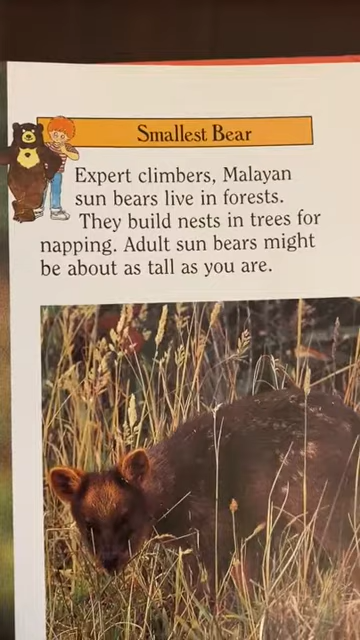 Smallest Bear
Expert climbers, Malayan
sun bears live in forests.
They build nests in trees for
napping. Adult sun bears might
be about as tall as you are.